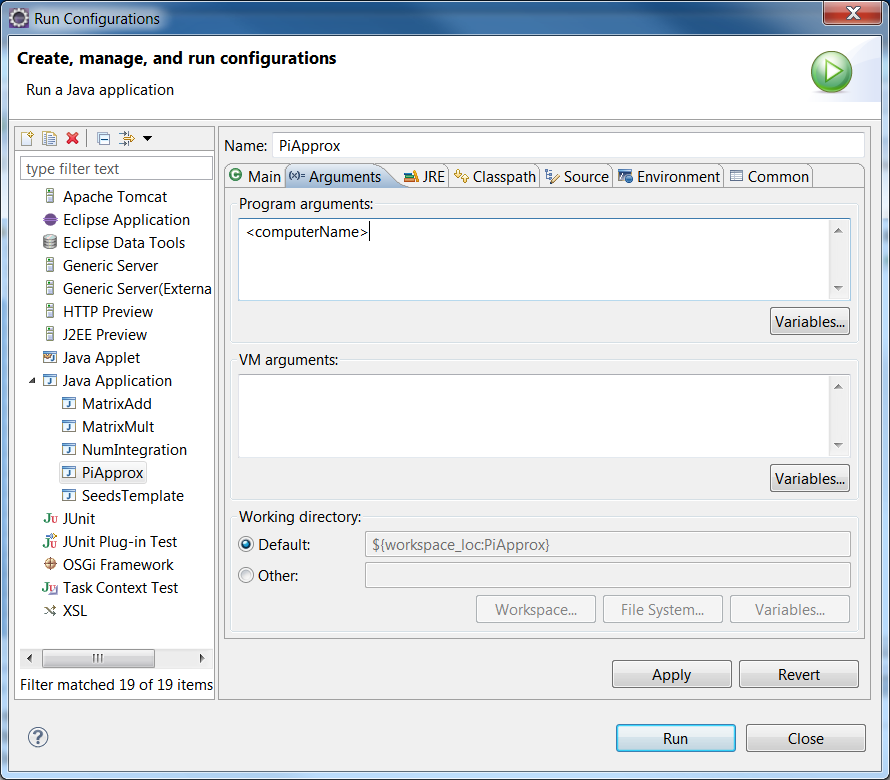 Run Configurations
Create, manage, and run configurations
Run a Java application
type filter text
Apache Tomcat
Eclipse Application
Eclipse Data Tools
Generic Server
Generic Server(Externa
HTTP Preview
J2EE Preview
Java Applet
Java Application
MatrixAdd
MatrixMult
NumIntegration
PiApprox
SeedsTemplate
JUnit
JUnit Plug-in Test
OSGi Framework
Task Context Test
XSL
Filter matched 19 of 19 items
Name: PiApprox
Main (x)= Arguments JRE Classpath Source Environment Common
Program arguments:
<computerName>
Variables...
VM arguments:
Variables...
Working directory:
Default: ${workspace_loc:PiApprox}
Other:
Workspace... File System... Variables...
Apply Revert
Run Close